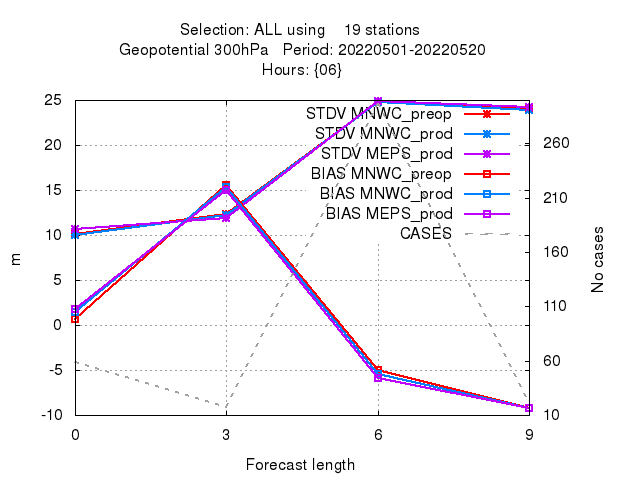 Selection: ALL using 19 stations
Geopotential 300hPa Period: 20220501-20220520
Hours: {06}
25
20
15
10
5
0
-5
-10
m
STDV MNWC_preop
STDV MNWC_prod
STDV MEPS_prod
BIAS MNWC_preop
BIAS MNWC_prod
BIAS MEPS_prod
CASES
260
210
160
110
60
10
No cases
0 3 6 9
Forecast length